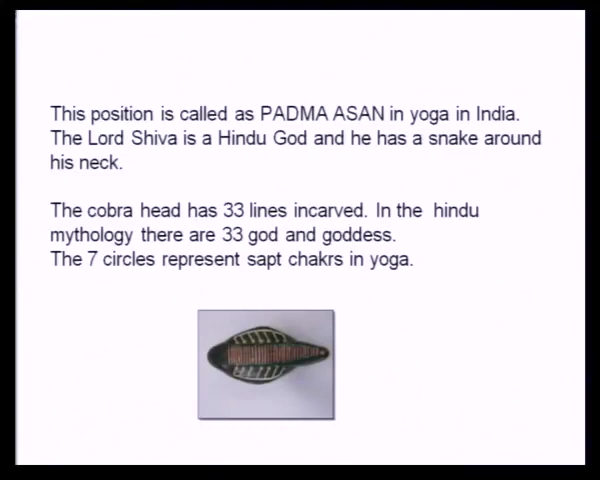 This position is called as PADMA ASAN in yoga in India.
The Lord Shiva is a Hindu God and he has a snake around
his neck.
The cobra head has 33 lines incarved. In the hindu
mythology there are 33 god and goddess.
The 7 circles represent sapt chakrs in yoga.